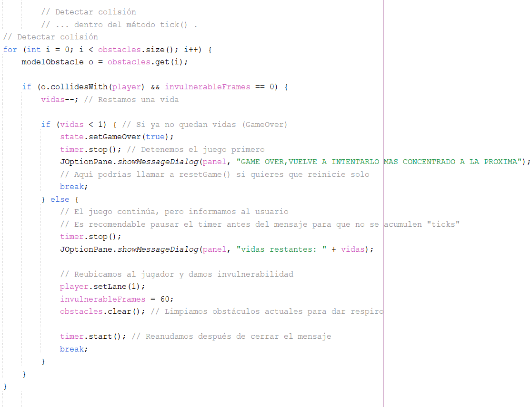 // Detectar colisión
// ... dentro del método tick() .
// Detectar colisión
for (int i = 0; i < obstacles.size(); i++) {
modelObstacle o = obstacles.get(i);
if (o.collidesWith(player) && invulnerableFrames == 0) {
vidas--; // Restamos una vida
if (vidas < 1) { // Si ya no quedan vidas (GameOver)
state.setGameOver(true);
timer.stop(); // Detenemos el juego primero
JOptionPane.showMessageDialog(panel, "GAME OVER,VUELVE A INTENTARLO MAS CONCENTRADO A LA PROXIMA");
// Aquí podrías llamar a resetGame() si quieres que reinicie solo
break;
} else {
// El juego continúa, pero informamos al usuario
// Es recomendable pausar el timer antes del mensaje para que no se acumulen "ticks"
timer.stop();
JOptionPane.showMessageDialog(panel, "vidas restantes: " + vidas);
// Reubicamos al jugador y damos invulnerabilidad
player.setLane(1);
invulnerableFrames = 60;
obstacles.clear(); // Limpiamos obstáculos actuales para dar respiro
timer.start(); // Reanudamos después de cerrar el mensaje
break;
}
}
}